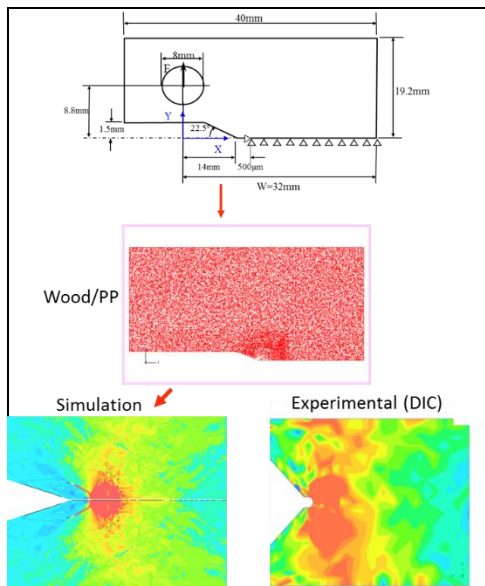 40mm
8mm
F
8.8mm
19.2mm
1.5mm
Y
22.5°
X
14mm
500μm
W=32mm
Wood/PP
Simulation
Experimental (DIC)